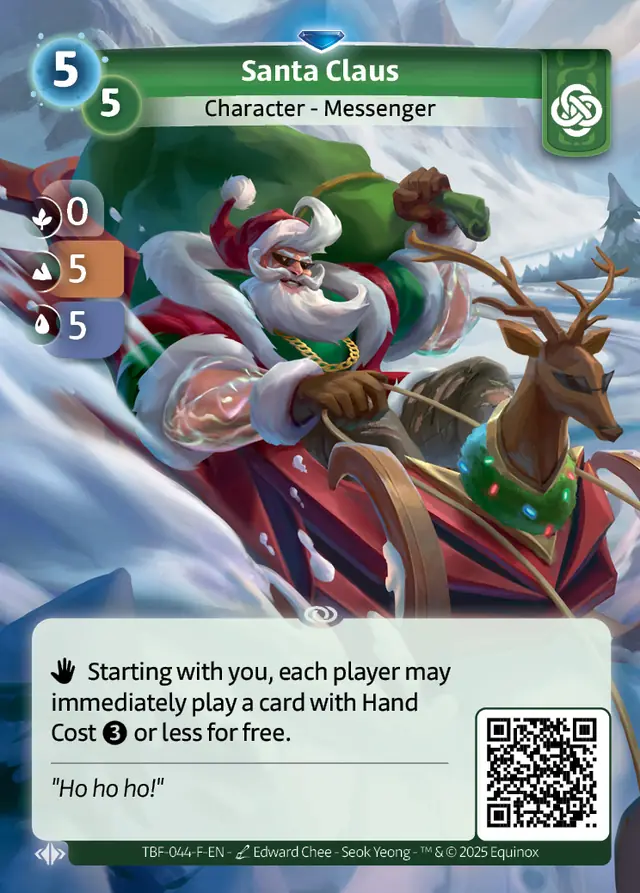 5
Santa Claus
5
Character - Messenger
0
5
5
Starting with you, each player may
immediately play a card with Hand
Cost 3 or less for free.
"Ho ho ho!"
TBF-044-F-EN - Edward Chee - Seok Yeong - ™ & © 2025 Equinox